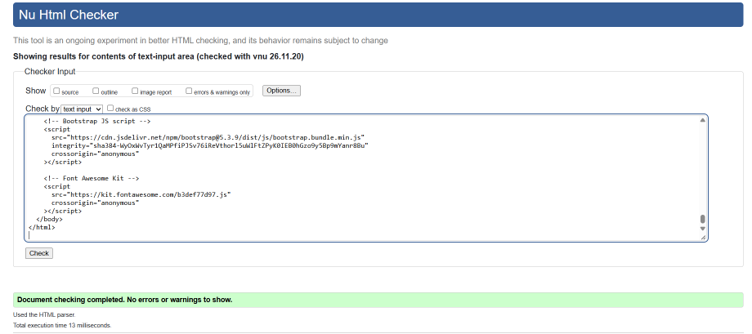 Nu Html Checker
This tool is an ongoing experiment in better HTML checking, and its behavior remains subject to change
Showing results for contents of text-input area (checked with vnu 26.11.20)
Checker Input
Show source outline image report errors & warnings only Options...
Check by text input check as CSS
<!-- Bootstrap JS script -->
<script
src="https://cdn.jsdelivr.net/npm/bootstrap@5.3.9/dist/js/bootstrap.bundle.min.js"
crossorigin="anonymous"
></script>
<!-- Font Awesome Kit -->
<script
src="https://kit.fontawesome.com/b3def77d97.js"
crossorigin="anonymous"
></script>
</body>
</html>
Check
Document checking completed. No errors or warnings to show.
Used the HTML parser.
Total execution time 13 milliseconds.